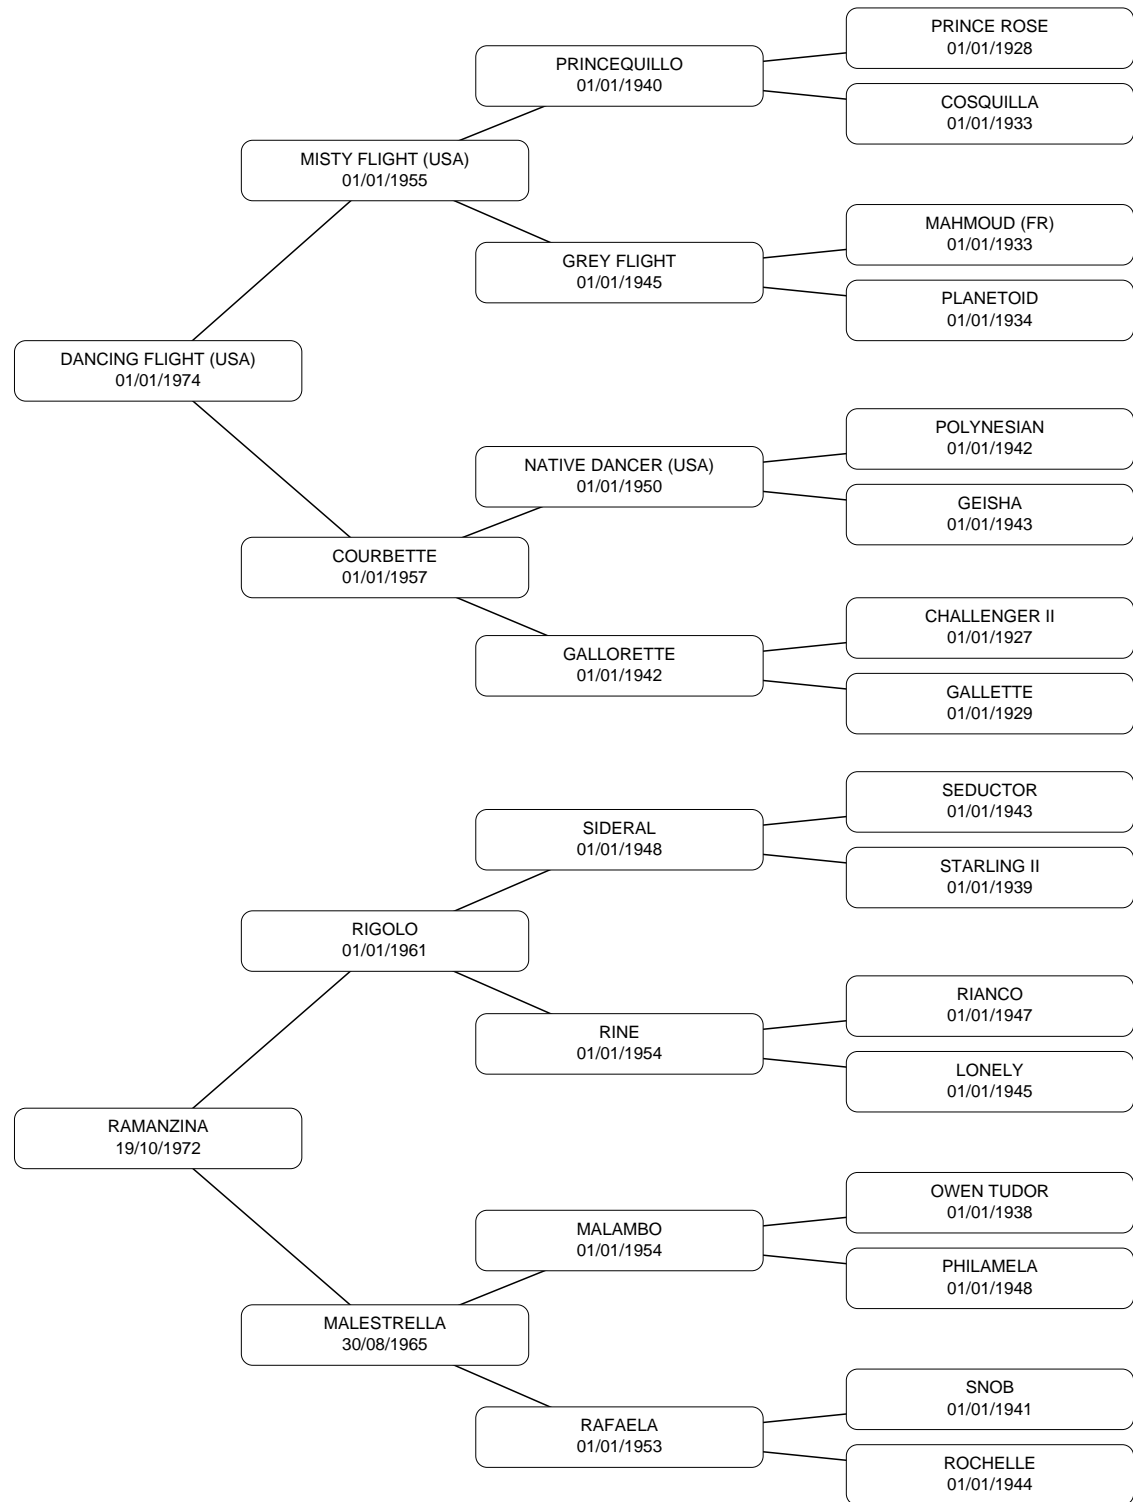 PRINCE ROSE
01/01/1928
PRINCEQUILLO
01/01/1940
COSQUILLA
01/01/1933
MISTY FLIGHT (USA)
01/01/1955
MAHMOUD (FR)
01/01/1933
GREY FLIGHT
01/01/1945
PLANETOID
01/01/1934
DANCING FLIGHT (USA)
01/01/1974
POLYNESIAN
01/01/1942
NATIVE DANCER (USA)
01/01/1950
GEISHA
01/01/1943
COURBETTE
01/01/1957
CHALLENGER II
01/01/1927
GALLORETTE
01/01/1942
GALLETTE
01/01/1929
SEDUCTOR
01/01/1943
SIDERAL
01/01/1948
STARLING II
01/01/1939
RIGOLO
01/01/1961
RIANCO
01/01/1947
RINE
01/01/1954
LONELY
01/01/1945
RAMANZINA
19/10/1972
OWEN TUDOR
01/01/1938
MALAMBO
01/01/1954
PHILAMELA
01/01/1948
MALESTRELLA
30/08/1965
SNOB
01/01/1941
RAFAELA
01/01/1953
ROCHELLE
01/01/1944